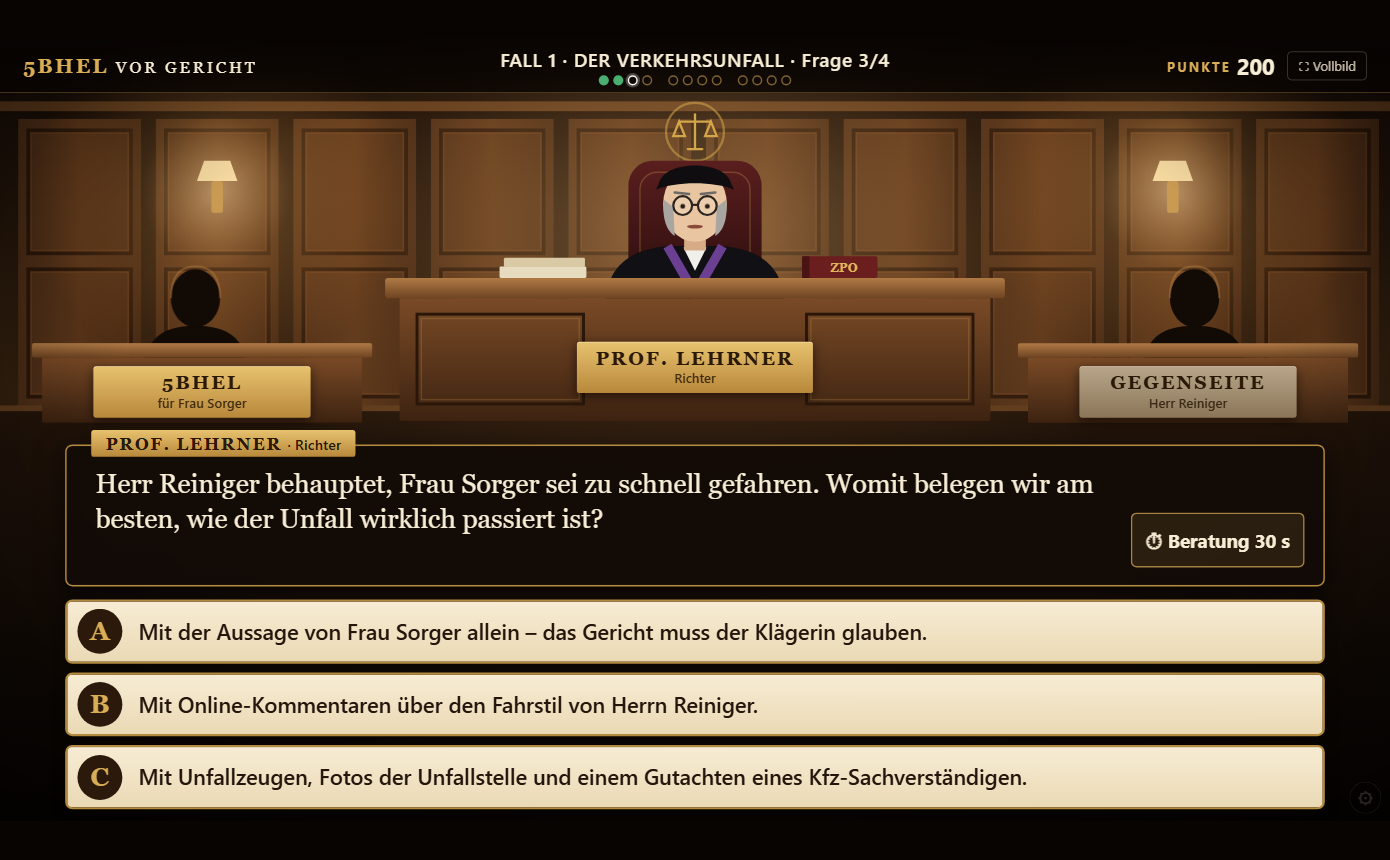 5BHEL VOR GERICHT
FALL 1 · DER VERKEHRSUNFALL · Frage 3/4
PUNKTE 200
Vollbild
ZPO
PROF. LEHRNER
Richter
5BHEL
für Frau Sorger
GEGENSEITE
Herr Reiniger
PROF. LEHRNER · Richter
Herr Reiniger behauptet, Frau Sorger sei zu schnell gefahren. Womit belegen wir am
besten, wie der Unfall wirklich passiert ist?
Beratung 30 s
A Mit der Aussage von Frau Sorger allein – das Gericht muss der Klägerin glauben.
B Mit Online-Kommentaren über den Fahrstil von Herrn Reiniger.
C Mit Unfallzeugen, Fotos der Unfallstelle und einem Gutachten eines Kfz-Sachverständigen.